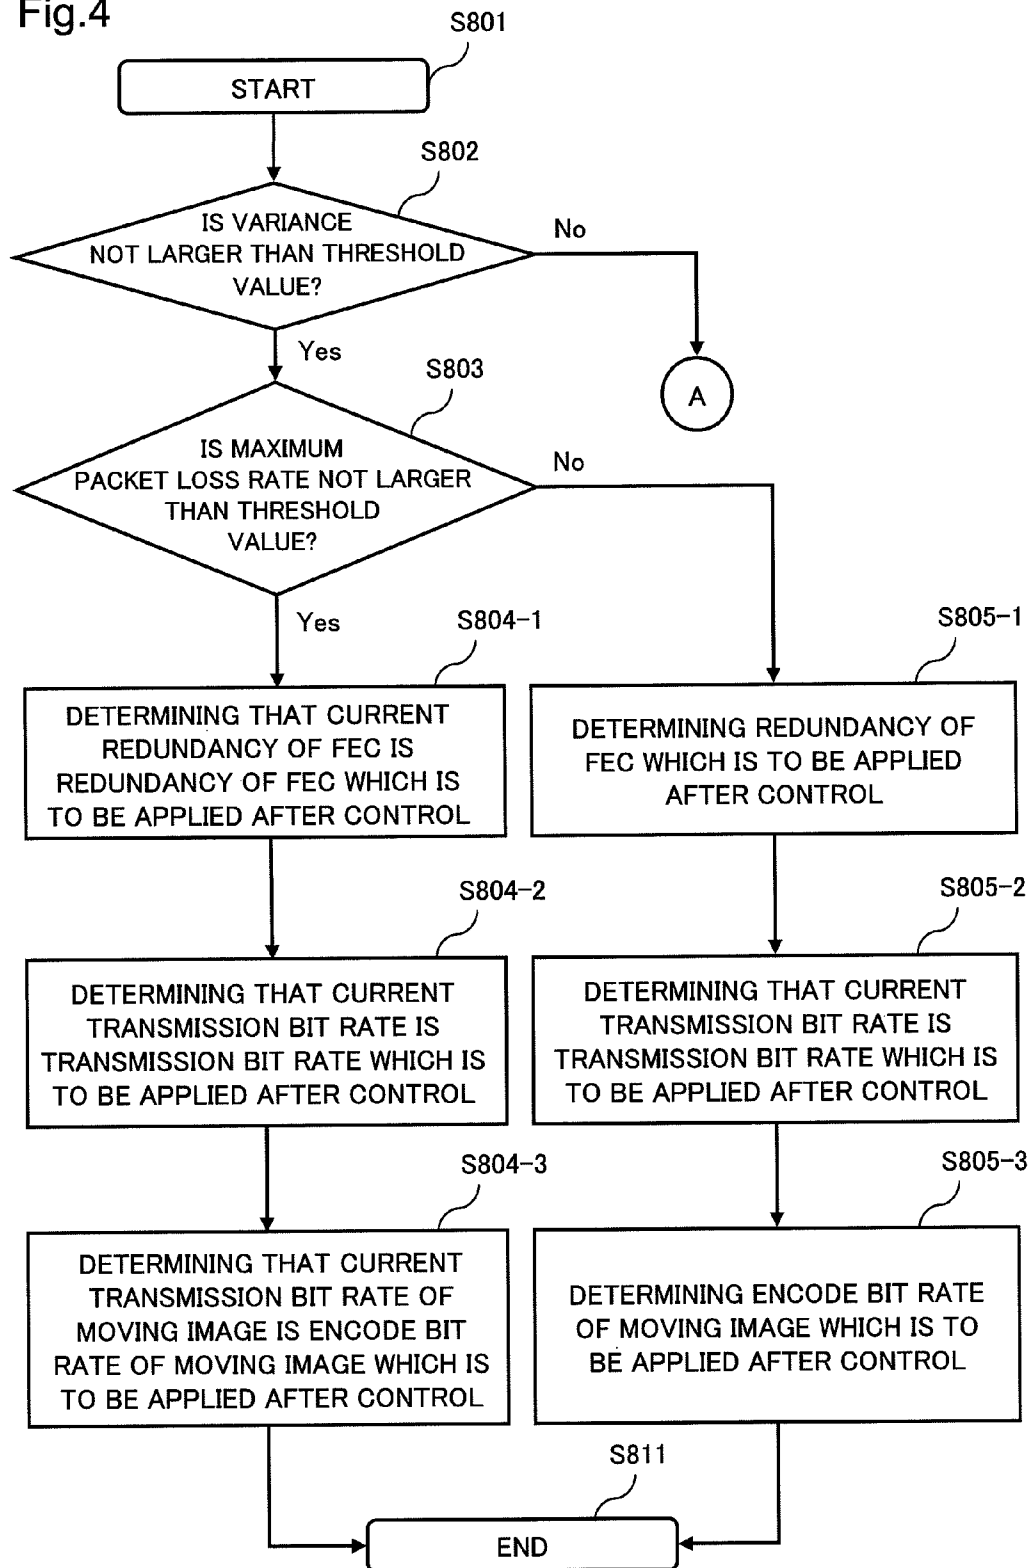 Fig.4
S801
START
S802
IS VARIANCE
NOT LARGER THAN THRESHOLD
VALUE?
No
Yes
A
S803
IS MAXIMUM
PACKET LOSS RATE NOT LARGER
THAN THRESHOLD
VALUE?
No
Yes
S804-1
DETERMINING THAT CURRENT
REDUNDANCY OF FEC IS
REDUNDANCY OF FEC WHICH IS
TO BE APPLIED AFTER CONTROL
S805-1
DETERMINING REDUNDANCY OF
FEC WHICH IS TO BE APPLIED
AFTER CONTROL
S804-2
DETERMINING THAT CURRENT
TRANSMISSION BIT RATE IS
TRANSMISSION BIT RATE WHICH IS
TO BE APPLIED AFTER CONTROL
S805-2
DETERMINING THAT CURRENT
TRANSMISSION BIT RATE IS
TRANSMISSION BIT RATE WHICH IS
TO BE APPLIED AFTER CONTROL
S804-3
DETERMINING THAT CURRENT
TRANSMISSION BIT RATE OF
MOVING IMAGE IS ENCODE BIT
RATE OF MOVING IMAGE WHICH IS
TO BE APPLIED AFTER CONTROL
S805-3
DETERMINING ENCODE BIT RATE
OF MOVING IMAGE WHICH IS TO
BE APPLIED AFTER CONTROL
S811
END